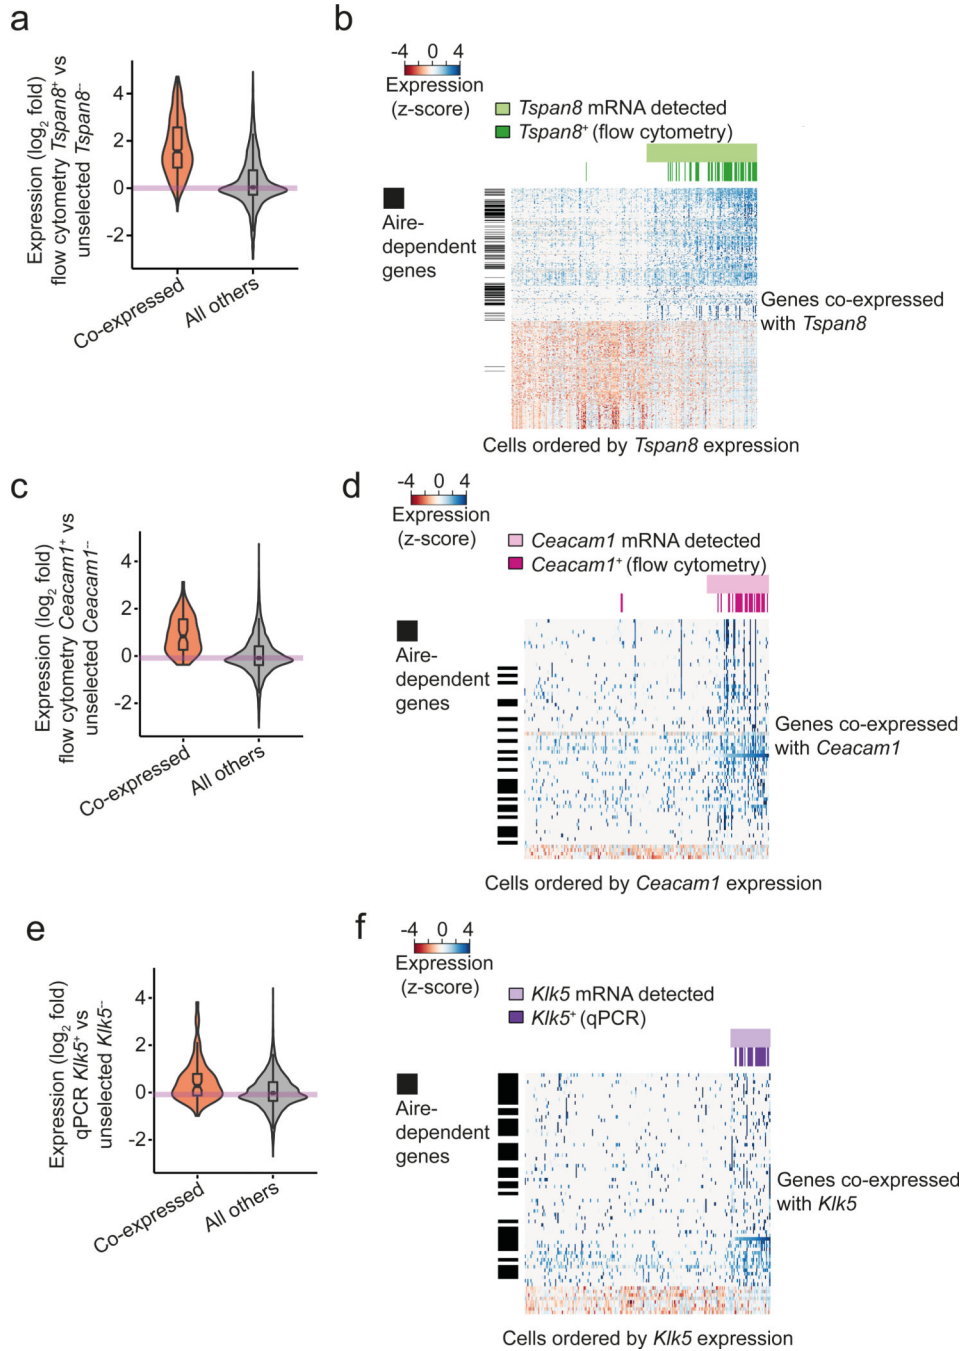 a
Expression (log2 fold)
flow cytometry Tspan8+ vs
unselected Tspan8–
4
2
0
-2
Co-expressed
All others
b
-4 0 4
Expression
(z-score)
Tspan8 mRNA detected
Tspan8+ (flow cytometry)
Aire-
dependent
genes
Genes co-expressed
with Tspan8
Cells ordered by Tspan8 expression
c
Expression (log2 fold)
flow cytometry Ceacam1+ vs
unselected Ceacam1–
4
2
0
-2
Co-expressed
All others
d
-4 0 4
Expression
(z-score)
Ceacam1 mRNA detected
Ceacam1+ (flow cytometry)
Aire-
dependent
genes
Genes co-expressed
with Ceacam1
Cells ordered by Ceacam1 expression
e
Expression (log2 fold)
qPCR Klk5+ vs
unselected Klk5–
4
2
0
-2
Co-expressed
All others
f
-4 0 4
Expression
(z-score)
Klk5 mRNA detected
Klk5+ (qPCR)
Aire-
dependent
genes
Genes co-expressed
with Klk5
Cells ordered by Klk5 expression